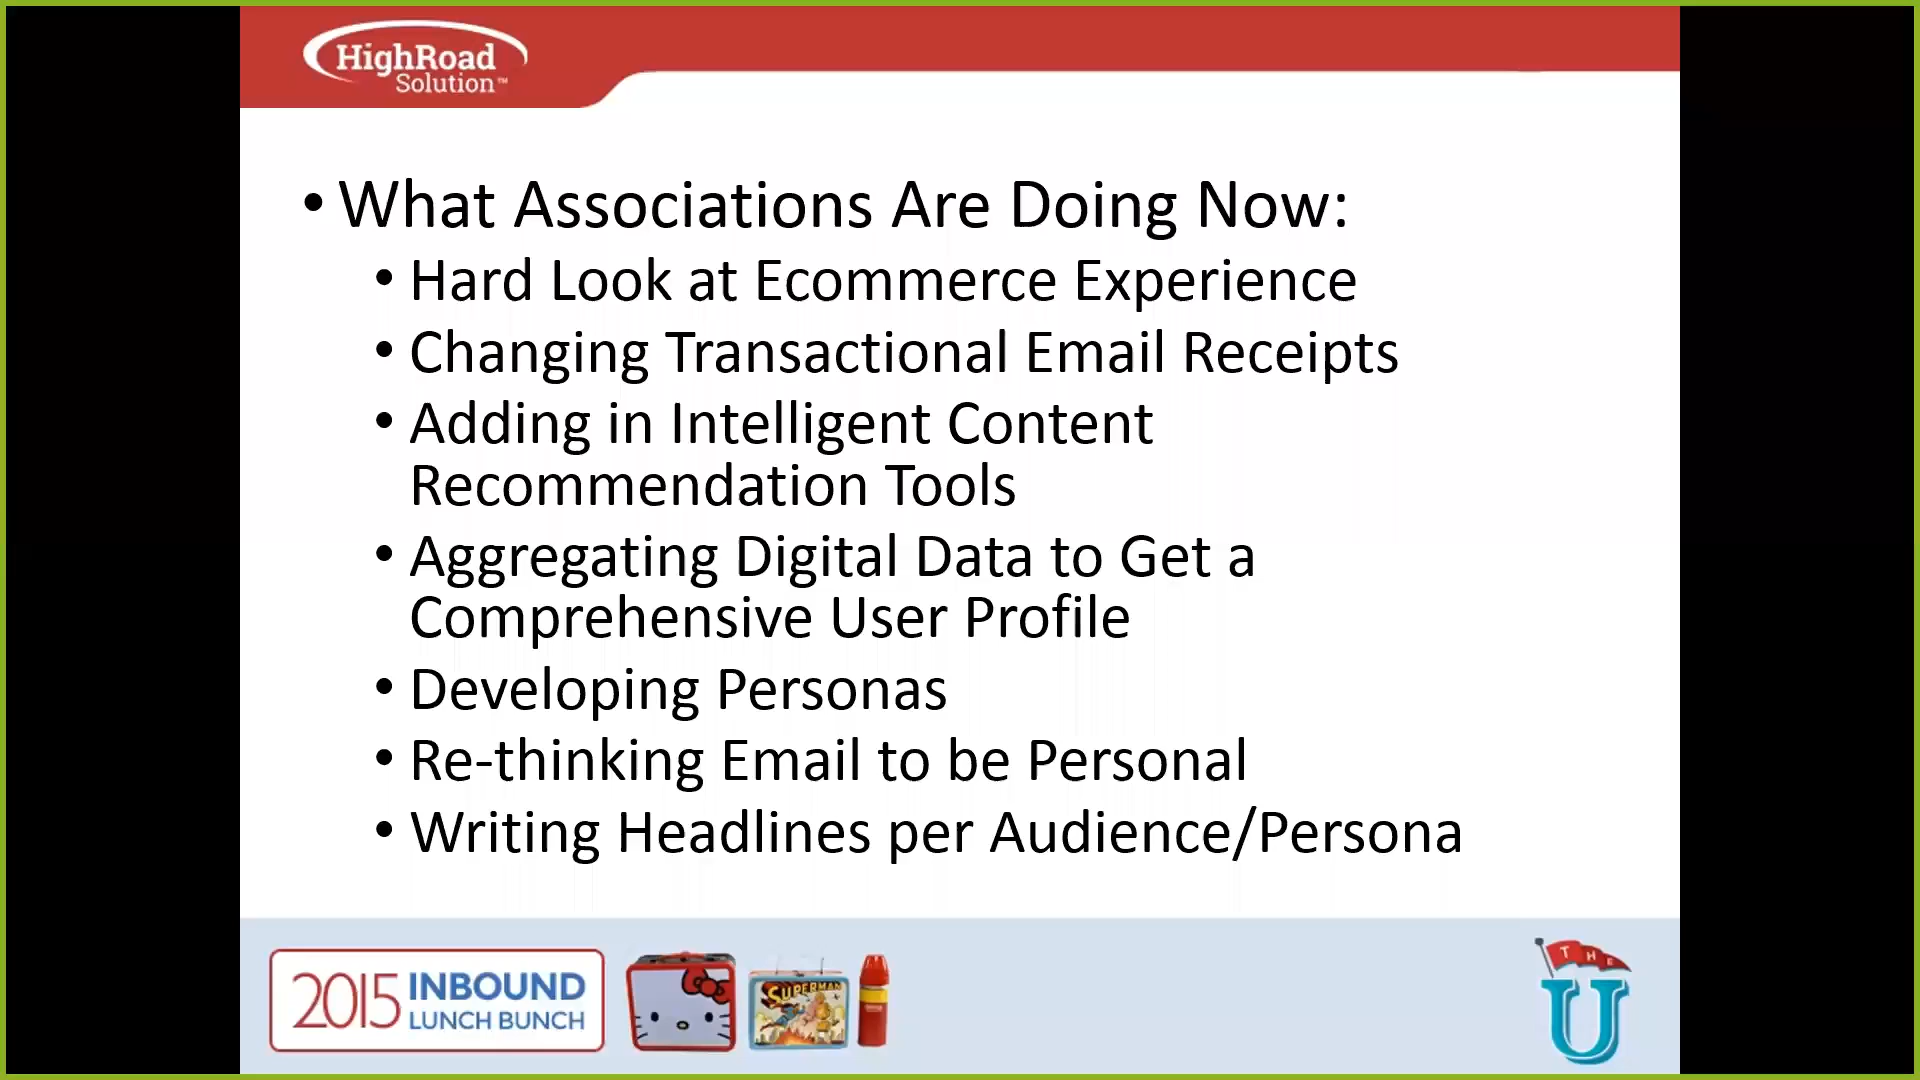 HighRoad
Solution™
• What Associations Are Doing Now:
• Hard Look at Ecommerce Experience
• Changing Transactional Email Receipts
• Adding in Intelligent Content
Recommendation Tools
• Aggregating Digital Data to Get a
Comprehensive User Profile
• Developing Personas
• Re-thinking Email to be Personal
• Writing Headlines per Audience/Persona
2015 INBOUND
LUNCH BUNCH
SUPERMAN
THE
U